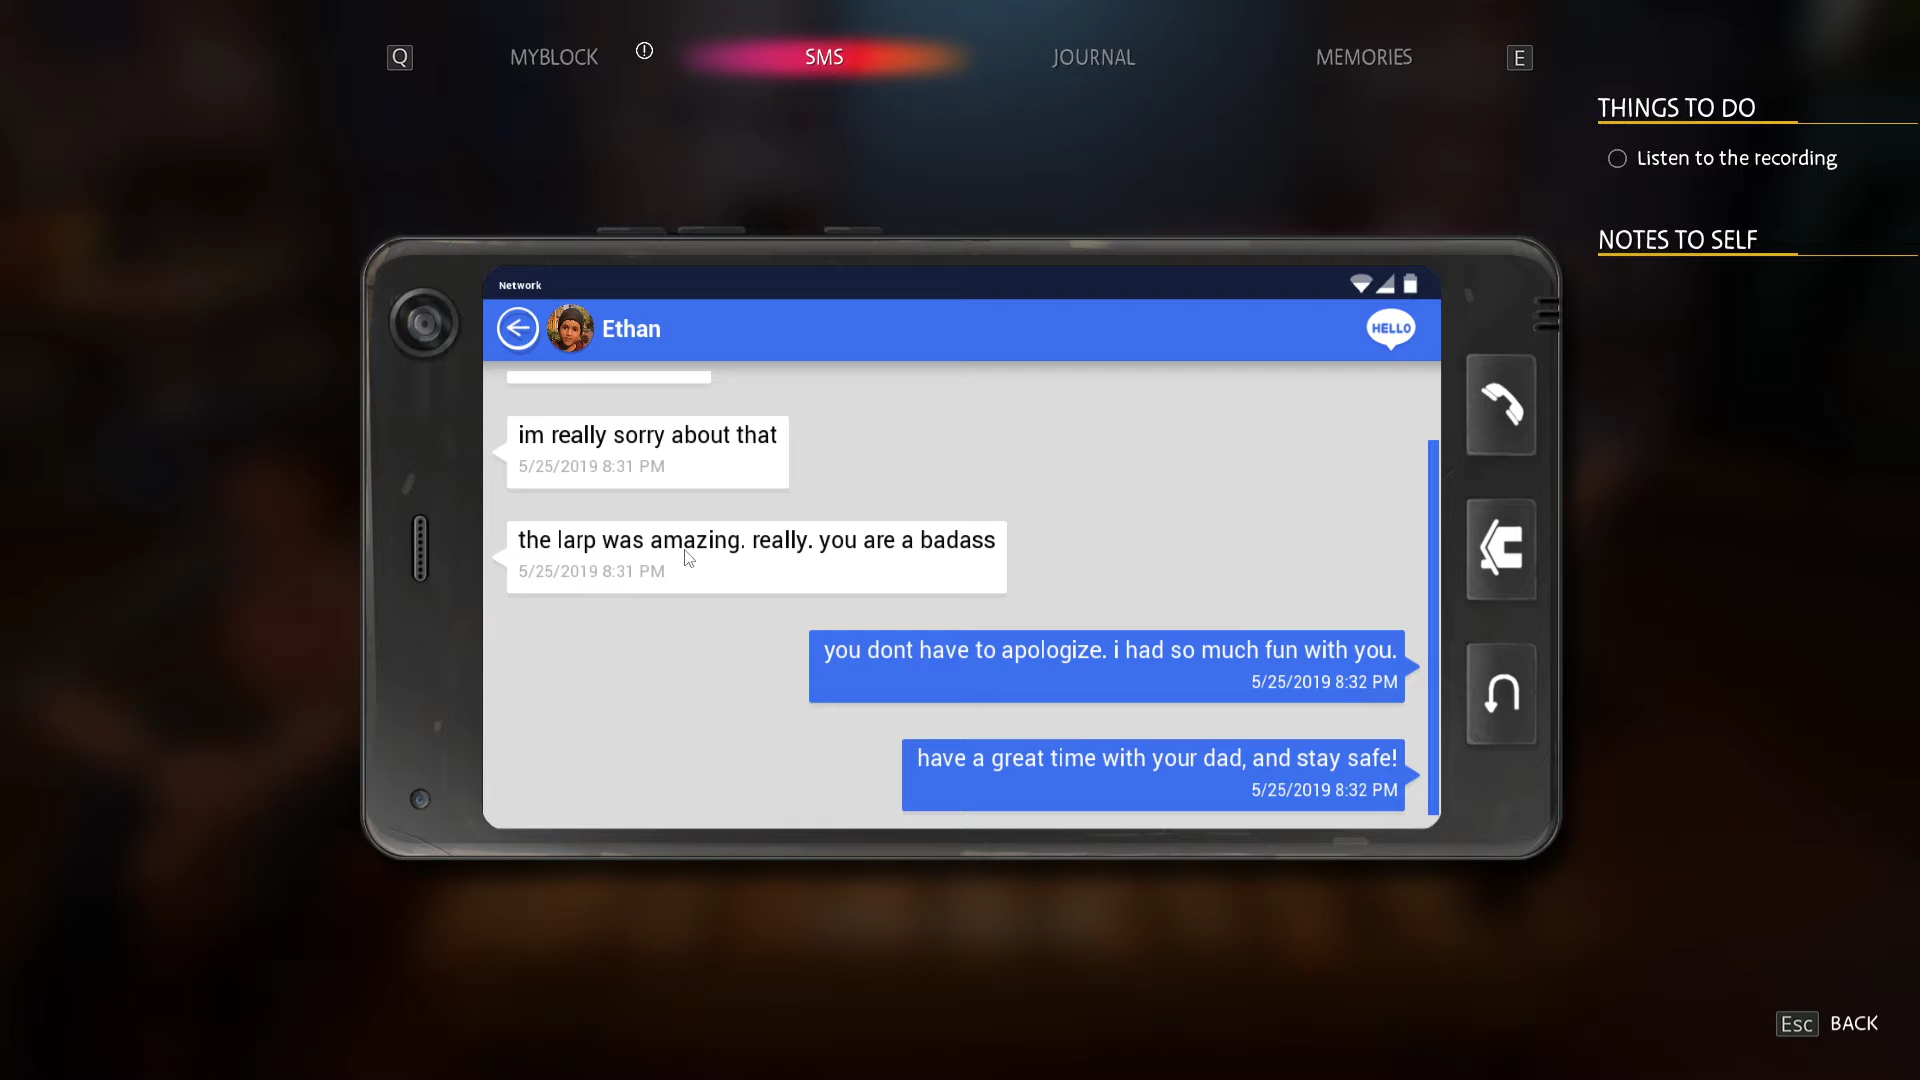 Q
MYBLOCK
SMS
JOURNAL
MEMORIES
E
THINGS TO DO
Listen to the recording
NOTES TO SELF
Network
Ethan
HELLO
im really sorry about that
5/25/2019 8:31 PM
the larp was amazing. really. you are a badass
5/25/2019 8:31 PM
you dont have to apologize. i had so much fun with you.
5/25/2019 8:32 PM
have a great time with your dad, and stay safe!
5/25/2019 8:32 PM
Esc BACK